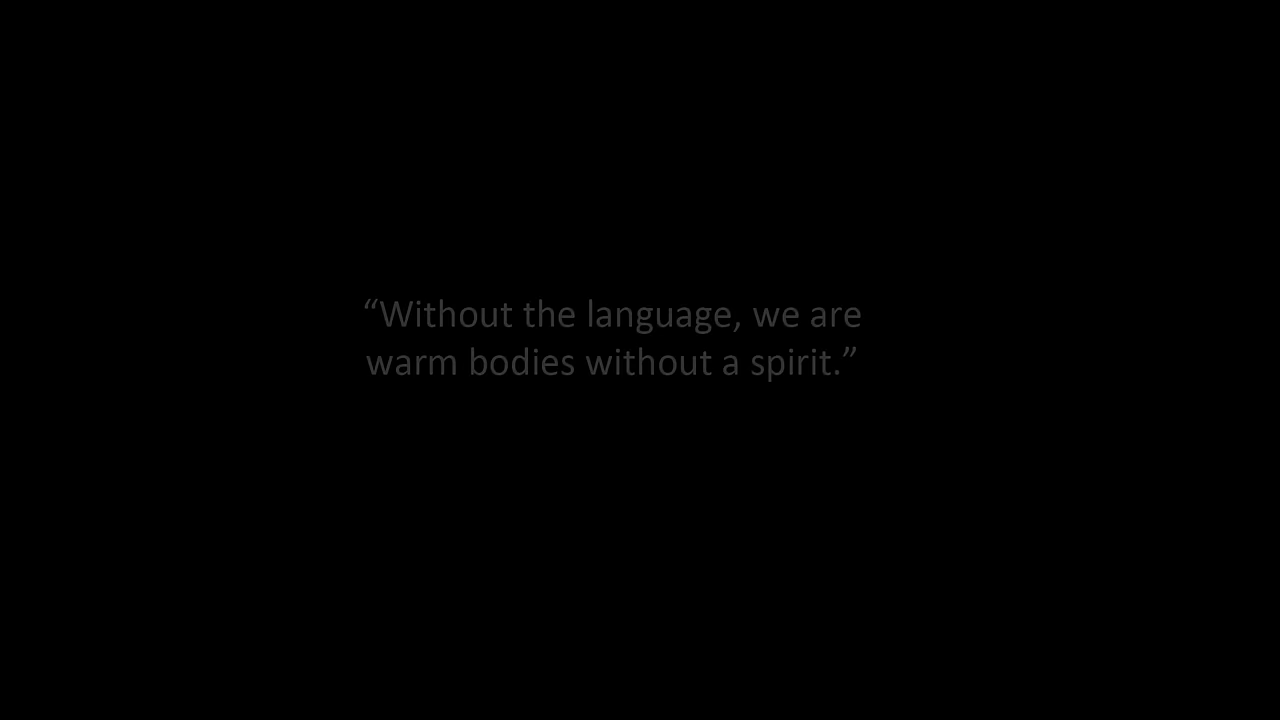 “Without the language, we are
warm bodies without a spirit.”